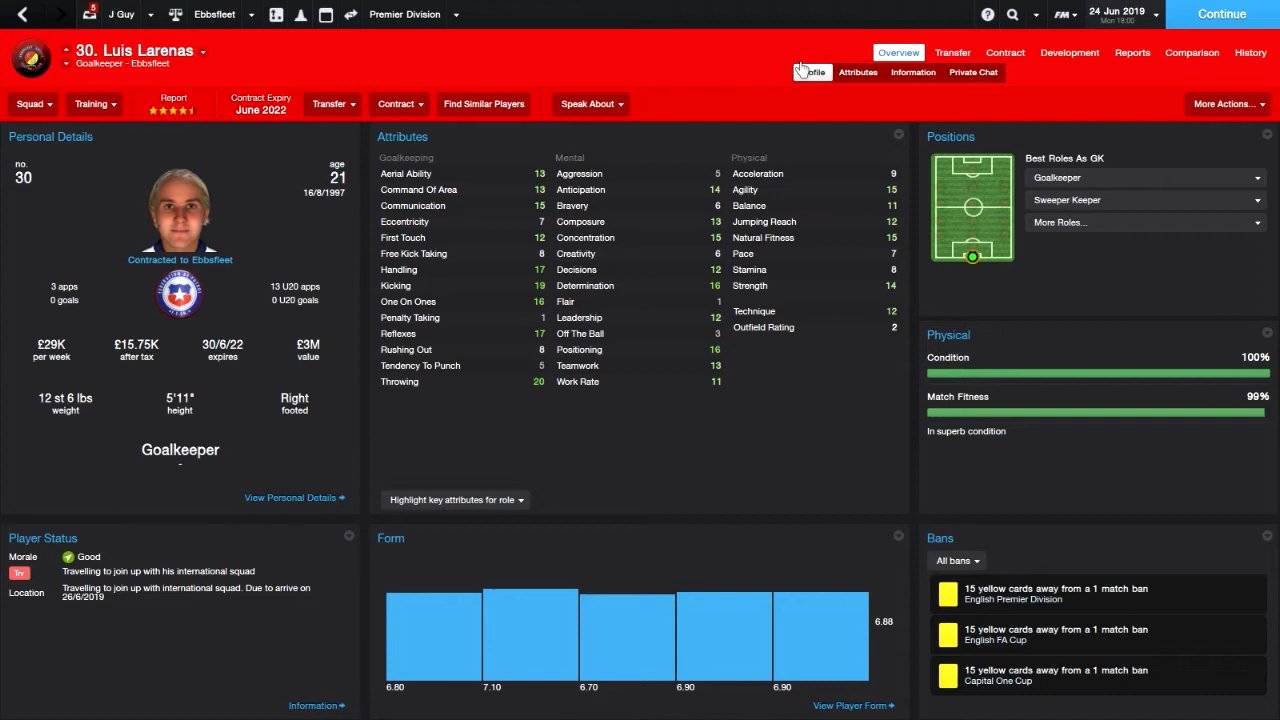 5 J Guy Ebbsfleet Premier Division FM 24 Jun 2019 Continue
Mon 18:00
30. Luis Larenas
Goalkeeper - Ebbsfleet
Overview Transfer Contract Development Reports Comparison History
ofile Attributes Information Private Chat
Squad Training Report Contract Expiry June 2022 Transfer Contract Find Similar Players Speak About More Actions...
Personal Details
no. 30
age 21
16/8/1997
Contracted to Ebbsfleet
3 apps 13 U20 apps
0 goals 0 U20 goals
£29K £15.75K 30/6/22 £3M
per week after tax expires value
12 st 6 lbs 5'11" Right
weight height footed
Goalkeeper
-
View Personal Details
Attributes
Goalkeeping Mental Physical
Aerial Ability 13 Aggression 5 Acceleration 9
Command Of Area 13 Anticipation 14 Agility 15
Communication 15 Bravery 6 Balance 11
Eccentricity 7 Composure 13 Jumping Reach 12
First Touch 12 Concentration 15 Natural Fitness 15
Free Kick Taking 8 Creativity 6 Pace 7
Handling 17 Decisions 12 Stamina 8
Kicking 19 Determination 16 Strength 14
One On Ones 16 Flair 1
Technique 12
Penalty Taking 1 Leadership 12
Outfield Rating 2
Reflexes 17 Off The Ball 3
Rushing Out 8 Positioning 16
Tendency To Punch 5 Teamwork 13
Throwing 20 Work Rate 11
Highlight key attributes for role
Positions
Best Roles As GK
Goalkeeper
Sweeper Keeper
More Roles...
Physical
Condition 100%
Match Fitness 99%
In superb condition
Player Status
Morale Good
Trv Travelling to join up with his international squad
Location Travelling to join up with international squad. Due to arrive on
26/6/2019
Information
Form
6.88
6.80 7.10 6.70 6.90 6.90
View Player Form
Bans
All bans
15 yellow cards away from a 1 match ban
English Premier Division
15 yellow cards away from a 1 match ban
English FA Cup
15 yellow cards away from a 1 match ban
Capital One Cup